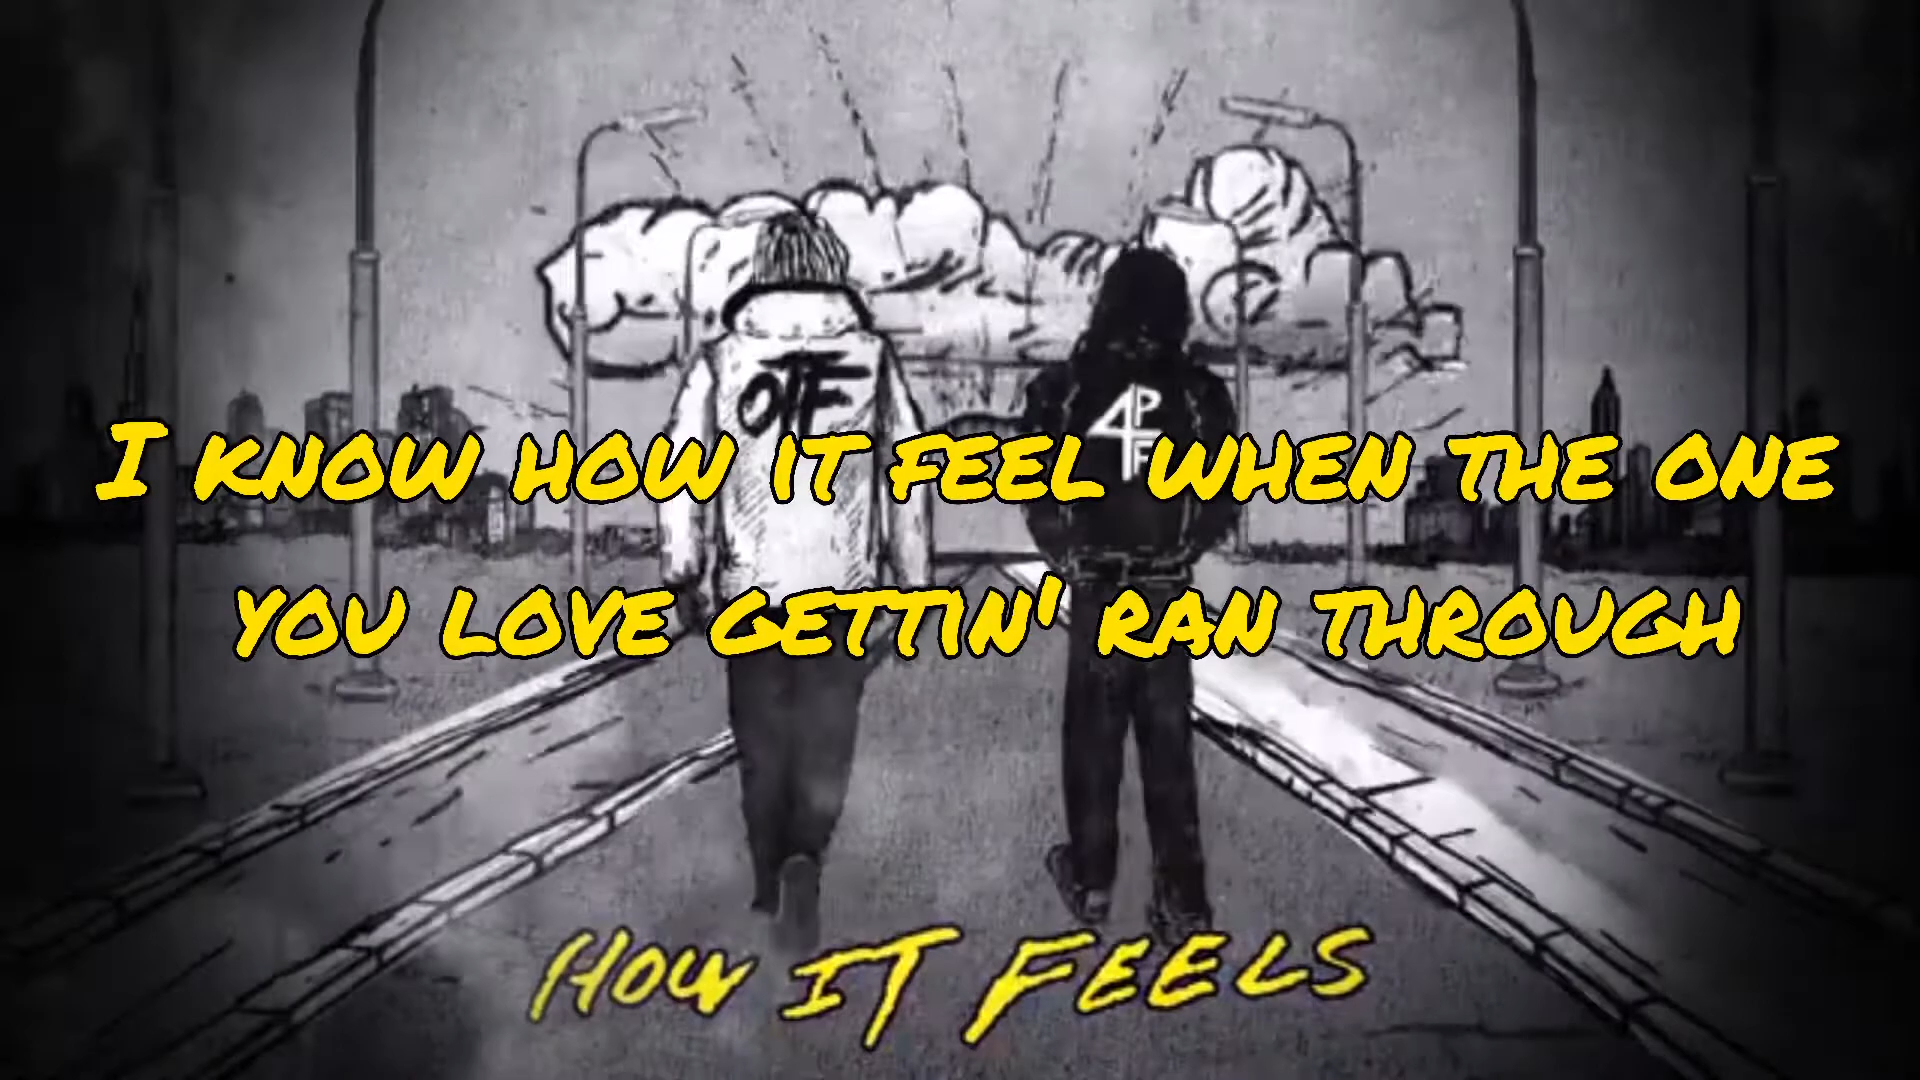 OTF
4PF
I KNOW HOW IT FEEL WHEN THE ONE
YOU LOVE GETTIN' RAN THROUGH
HOW IT FEELS